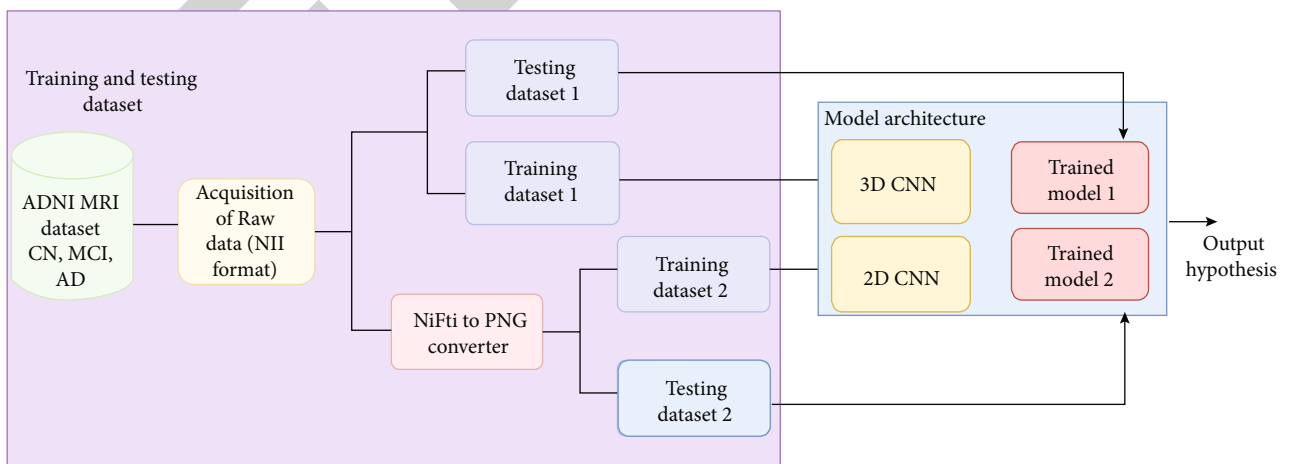 Training and testing
dataset
ADNI MRI
dataset
CN, MCI,
AD
Acquisition
of Raw
data (NII
format)
Testing
dataset 1
Training
dataset 1
NiFti to PNG
converter
Training
dataset 2
Testing
dataset 2
Model architecture
3D CNN
2D CNN
Trained
model 1
Trained
model 2
Output
hypothesis